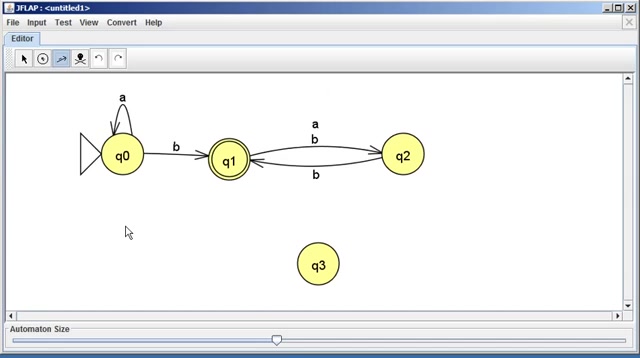 JFLAP : <untitled1>
File Input Test View Convert Help
Editor
a
a
b
b
q0
q1
q2
b
q3
Automaton Size